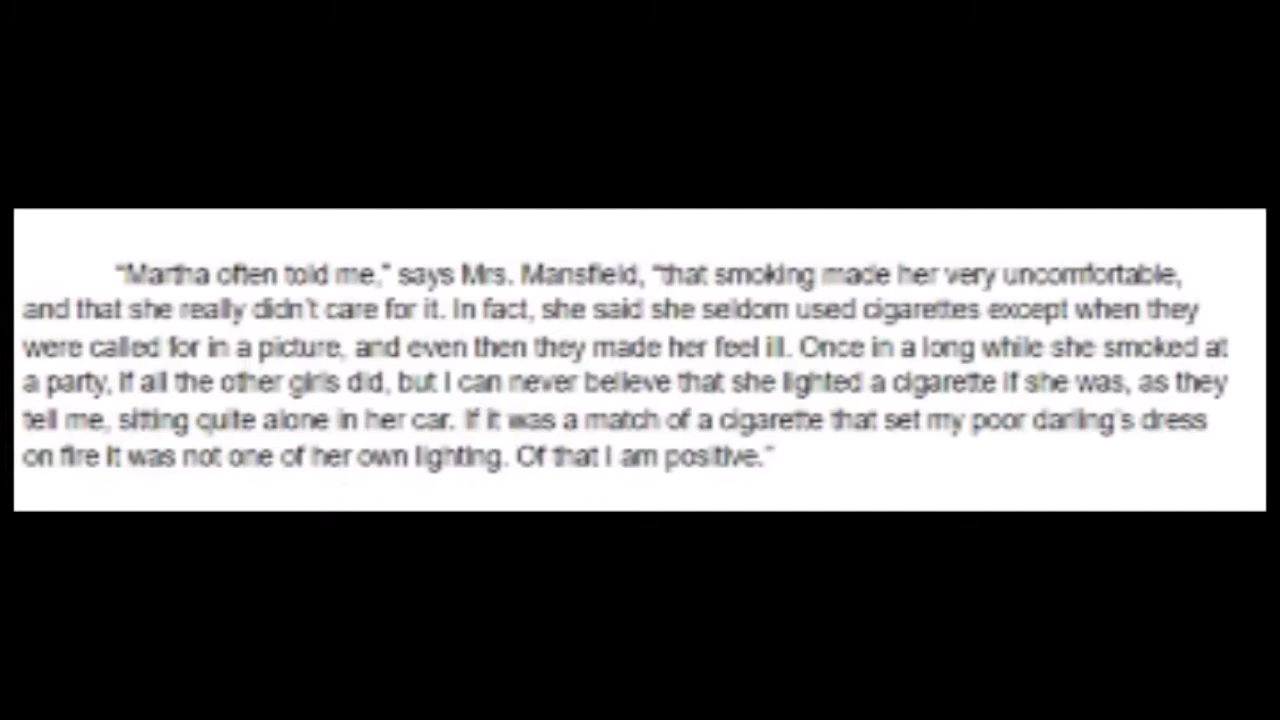 “Martha often told me,” says Mrs. Mansfield, “that smoking made her very uncomfortable,
and that she really didn’t care for it. In fact, she said she seldom used cigarettes except when they
were called for in a picture, and even then they made her feel ill. Once in a long while she smoked at
a party, if all the other girls did, but I can never believe that she lighted a cigarette if she was, as they
tell me, sitting quite alone in her car. If it was a match of a cigarette that set my poor darling’s dress
on fire it was not one of her own lighting. Of that I am positive.”